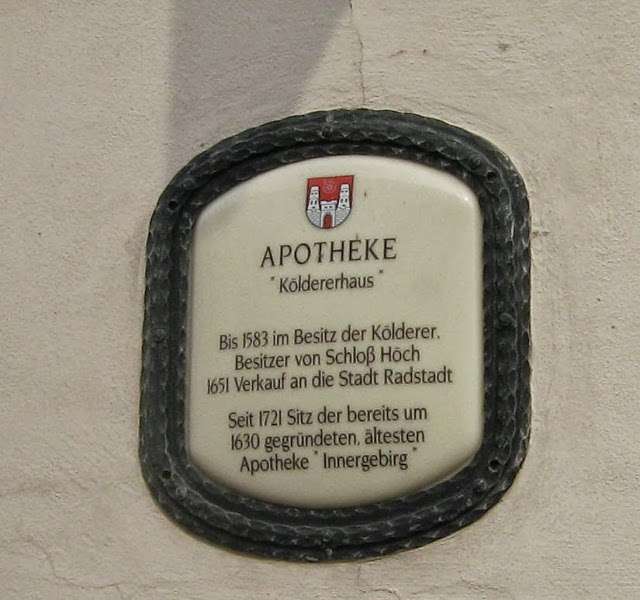 APOTHEKE
"Köldererhaus"
Bis 1583 im Besitz der Kölderer,
Besitzer von Schloß Höch
1651 Verkauf an die Stadt Radstadt
Seit 1721 Sitz der bereits um
1630 gegründeten, ältesten
Apotheke "Innergebirg"